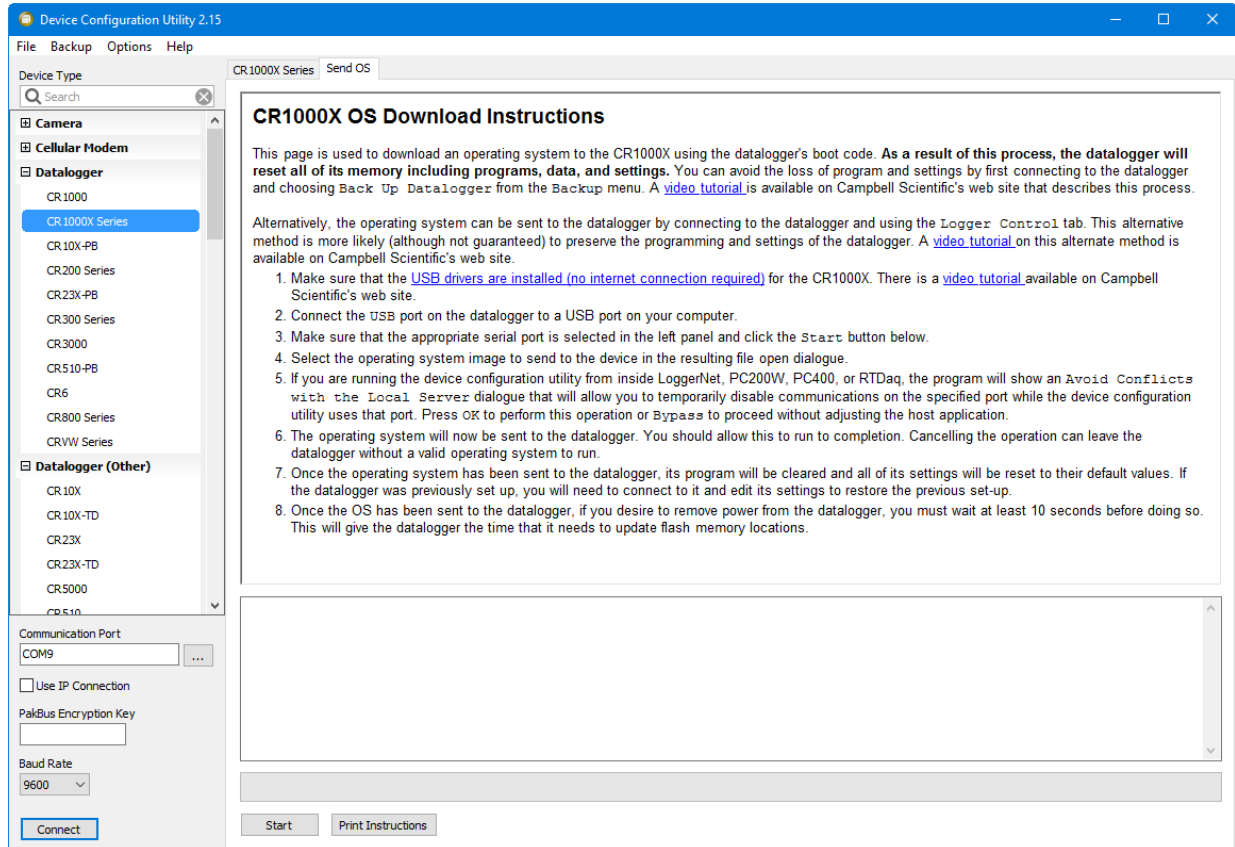 Device Configuration Utility 2.15
File Backup Options Help
Device Type
Search
Camera
Cellular Modem
Datalogger
CR1000
CR1000X Series
CR10X-PB
CR200 Series
CR23X-PB
CR300 Series
CR3000
CR510-PB
CR6
CR800 Series
CRVW Series
Datalogger (Other)
CR10X
CR10X-TD
CR23X
CR23X-TD
CR5000
CR510
Communication Port
COM9
...
Use IP Connection
PakBus Encryption Key
Baud Rate
9600
Connect
CR1000X Series Send OS
CR1000X OS Download Instructions
This page is used to download an operating system to the CR1000X using the datalogger's boot code. As a result of this process, the datalogger will
reset all of its memory including programs, data, and settings. You can avoid the loss of program and settings by first connecting to the datalogger
and choosing Back Up Datalogger from the Backup menu. A video tutorial is available on Campbell Scientific's web site that describes this process.
Alternatively, the operating system can be sent to the datalogger by connecting to the datalogger and using the Logger Control tab. This alternative
method is more likely (although not guaranteed) to preserve the programming and settings of the datalogger. A video tutorial on this alternate method is
available on Campbell Scientific's web site.
1. Make sure that the USB drivers are installed (no internet connection required) for the CR1000X. There is a video tutorial available on Campbell
Scientific's web site.
2. Connect the USB port on the datalogger to a USB port on your computer.
3. Make sure that the appropriate serial port is selected in the left panel and click the Start button below.
4. Select the operating system image to send to the device in the resulting file open dialogue.
5. If you are running the device configuration utility from inside LoggerNet, PC200W, PC400, or RTDaq, the program will show an Avoid Conflicts
with the Local Server dialogue that will allow you to temporarily disable communications on the specified port while the device configuration
utility uses that port. Press OK to perform this operation or Bypass to proceed without adjusting the host application.
6. The operating system will now be sent to the datalogger. You should allow this to run to completion. Cancelling the operation can leave the
datalogger without a valid operating system to run.
7. Once the operating system has been sent to the datalogger, its program will be cleared and all of its settings will be reset to their default values. If
the datalogger was previously set up, you will need to connect to it and edit its settings to restore the previous set-up.
8. Once the OS has been sent to the datalogger, if you desire to remove power from the datalogger, you must wait at least 10 seconds before doing so.
This will give the datalogger the time that it needs to update flash memory locations.
Start Print Instructions